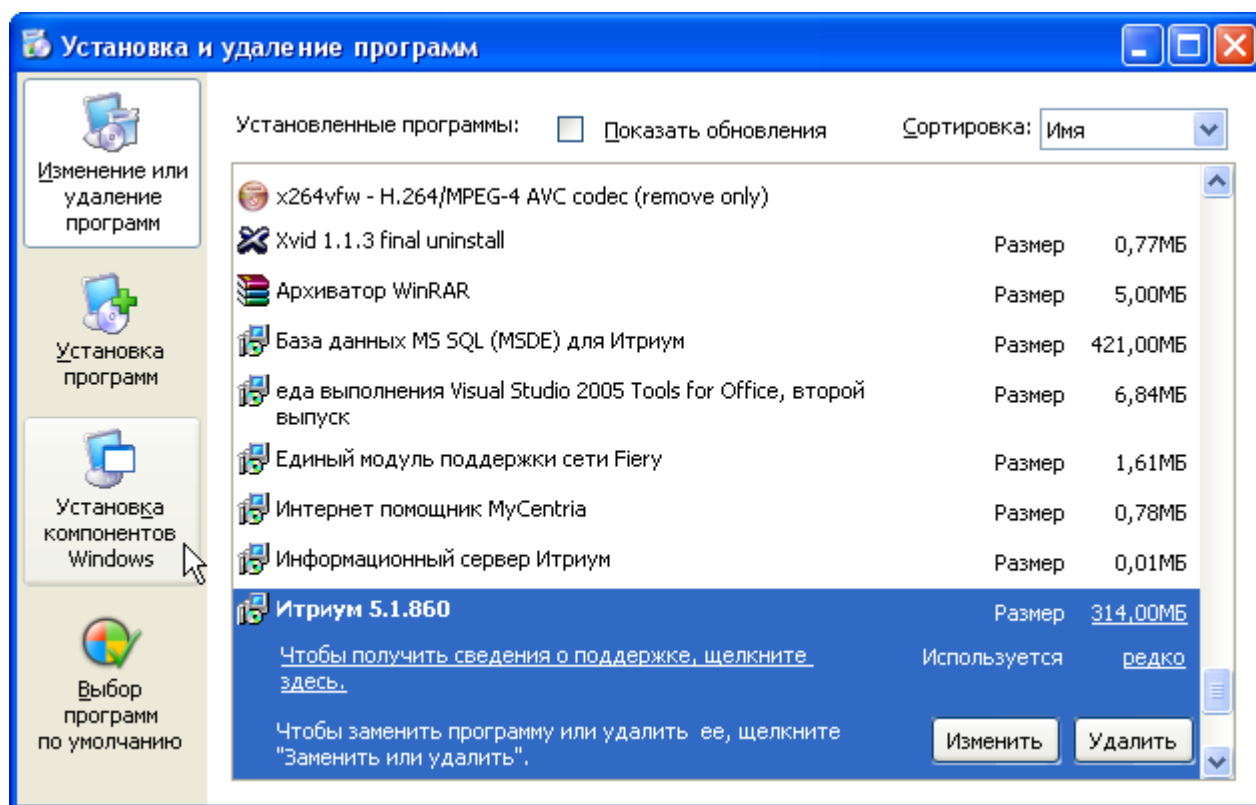 Установка и удаление программ
Изменение или
удаление
программ
Установка
программ
Установка
компонентов
Windows
Выбор
программ
по умолчанию
Установленные программы: Показать обновления Сортировка: Имя
x264vfw - H.264/MPEG-4 AVC codec (remove only)
Xvid 1.1.3 final uninstall Размер 0,77МБ
Архиватор WinRAR Размер 5,00МБ
База данных MS SQL (MSDE) для Итриум Размер 421,00МБ
еда выполнения Visual Studio 2005 Tools for Office, второй Размер 6,84МБ
выпуск
Единый модуль поддержки сети Fiery Размер 1,61МБ
Интернет помощник MyCentria Размер 0,78МБ
Информационный сервер Итриум Размер 0,01МБ
Итриум 5.1.860 Размер 314,00МБ
Чтобы получить сведения о поддержке, щелкните Используется редко
здесь.
Чтобы заменить программу или удалить ее, щелкните Изменить Удалить
"Заменить или удалить".